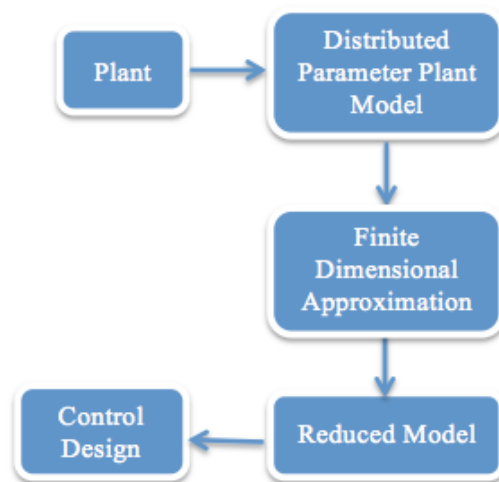 Plant
Distributed
Parameter Plant
Model
Finite
Dimensional
Approximation
Reduced Model
Control
Design